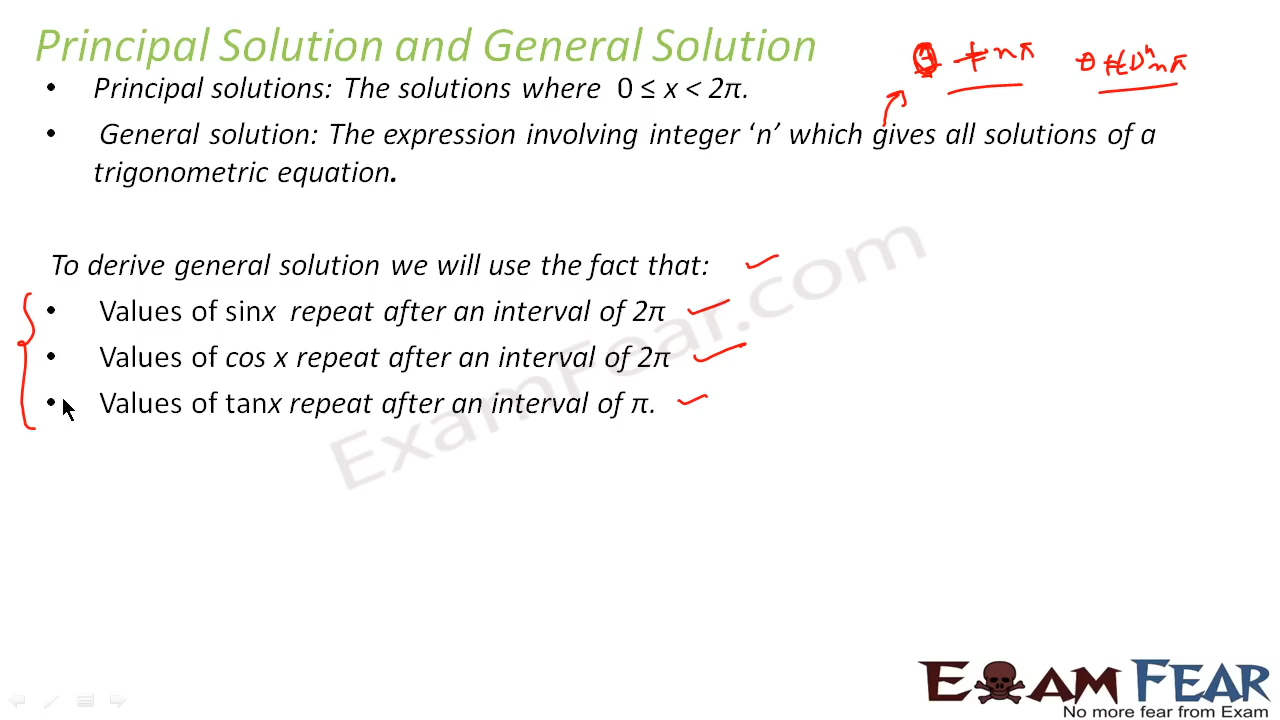 Principal Solution and General Solution
θ + nπ θ + (-1)ⁿ nπ
• Principal solutions: The solutions where 0 ≤ x < 2π.
• General solution: The expression involving integer ‘n’ which gives all solutions of a
trigonometric equation.
To derive general solution we will use the fact that:
• Values of sinx repeat after an interval of 2π
• Values of cos x repeat after an interval of 2π
• Values of tanx repeat after an interval of π.
ExamFear.com
EXAM FEAR
No more fear from Exam